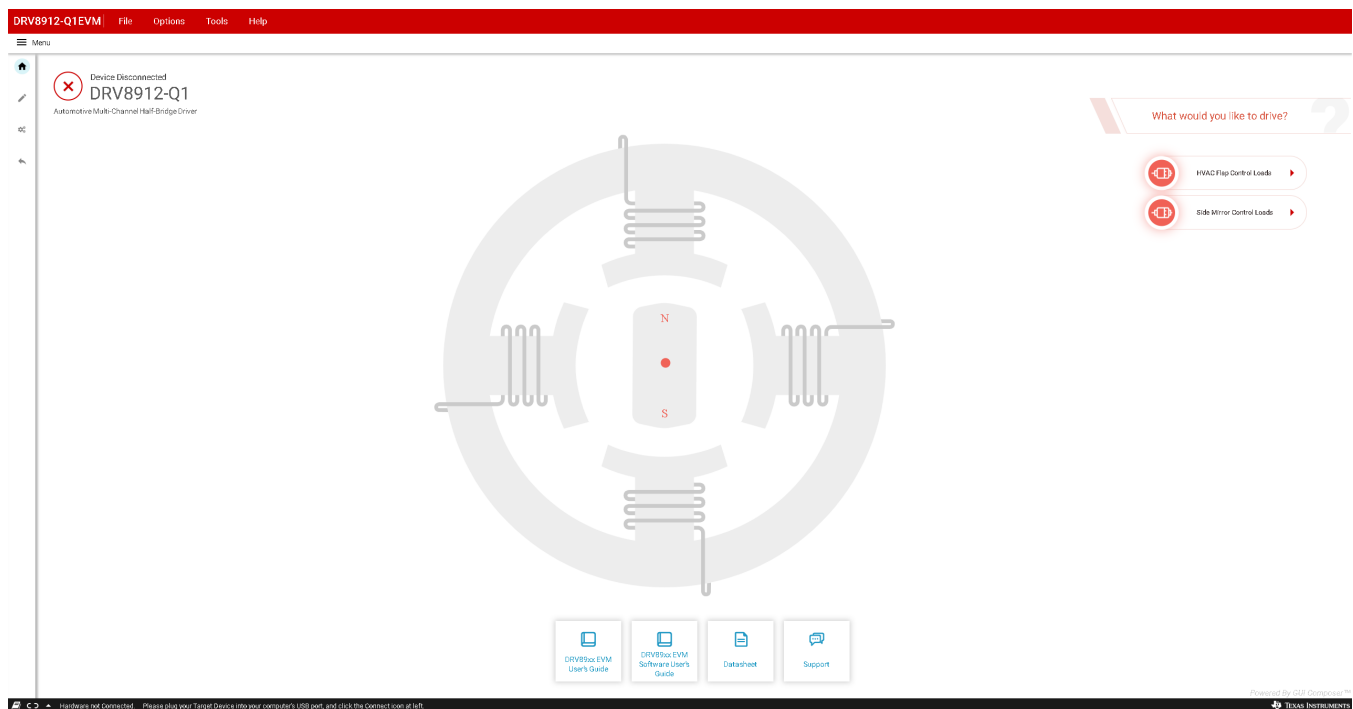 DRV8912-Q1EVM File Options Tools Help
Menu
Device Disconnected
DRV8912-Q1
Automotive Multi-Channel Half-Bridge Driver
What would you like to drive?
?
HVAC Flap Control Loads
Side Mirror Control Loads
N
S
DRV89xx EVM
User's Guide
DRV89xx EVM
Software User's
Guide
Datasheet
Support
Powered By GUI Composer™
Hardware not Connected. Please plug your Target Device into your computer's USB port, and click the Connect icon at left.
TEXAS INSTRUMENTS